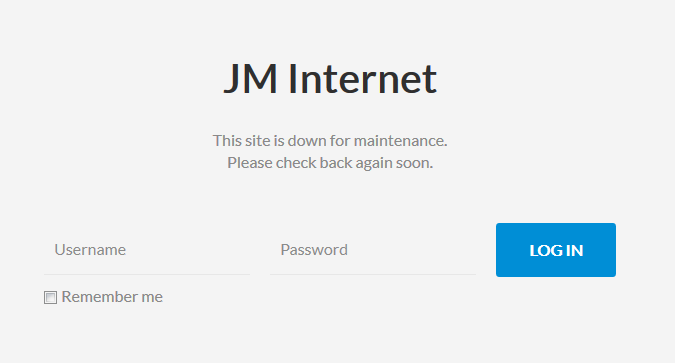 JM Internet
This site is down for maintenance.
Please check back again soon.
Username
Password
LOG IN
Remember me